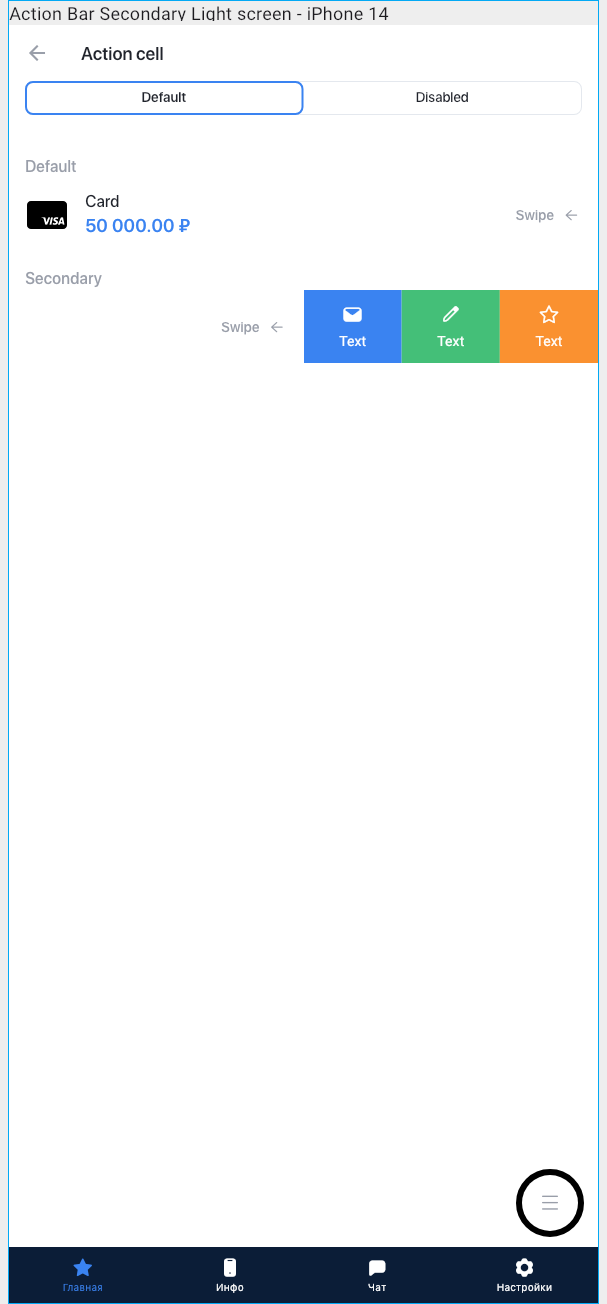 Action Bar Secondary Light screen - iPhone 14
Action cell
Default Disabled
Default
Card
VISA
50 000.00 ₽
Swipe
Secondary
Swipe
Text Text Text
Главная Инфо Чат Настройки